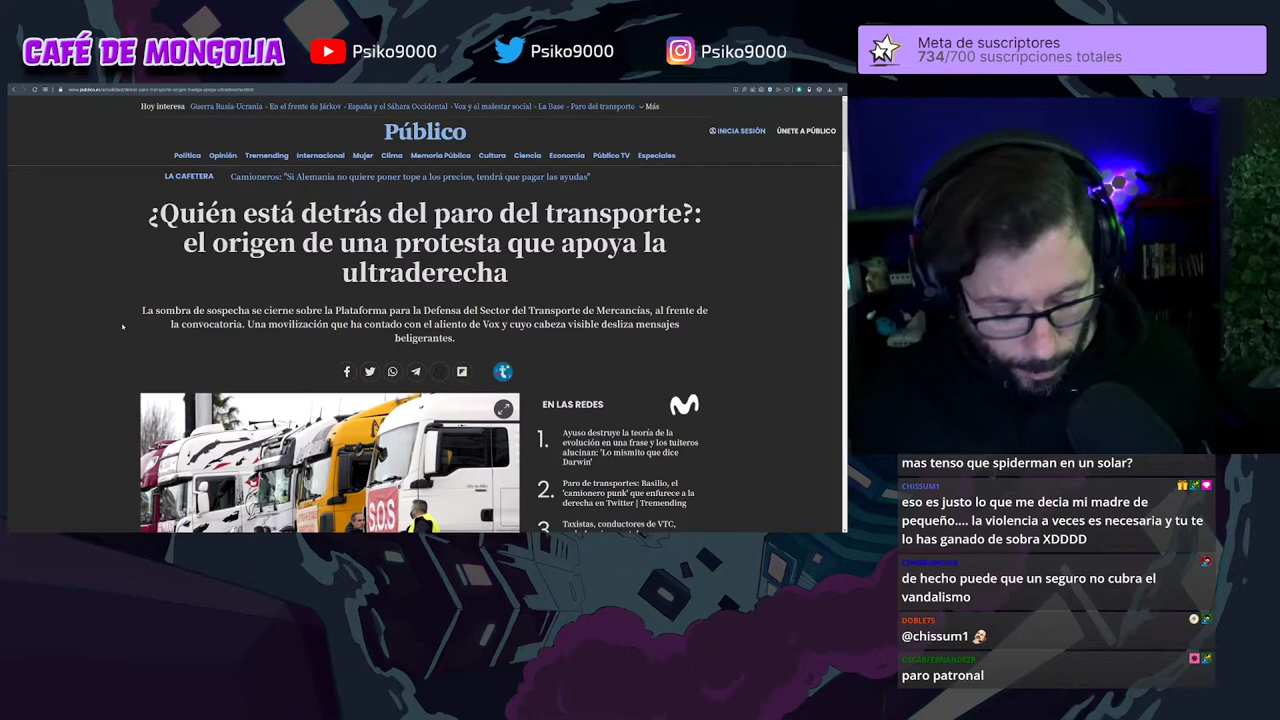 CAFÉ DE MONGOLIA
Psiko9000
Psiko9000
Psiko9000
Meta de suscriptores
734/700 suscripciones totales
Hoy interesa Guerra Rusia-Ucrania - En el frente de Járkov - España y el Sáhara Occidental - Vox y el malestar social - La Base - Paro del transporte Más
Público
INICIA SESIÓN ÚNETE A PÚBLICO
Política Opinión Tremending Internacional Mujer Clima Memoria Pública Cultura Ciencia Economía Público TV Especiales
LA CAFETERA Camioneros: "Si Alemania no quiere poner tope a los precios, tendrá que pagar las ayudas"
¿Quién está detrás del paro del transporte?:
el origen de una protesta que apoya la
ultraderecha
La sombra de sospecha se cierne sobre la Plataforma para la Defensa del Sector del Transporte de Mercancías, al frente de
la convocatoria. Una movilización que ha contado con el aliento de Vox y cuyo cabeza visible desliza mensajes
beligerantes.
S.O.S
EN LAS REDES
1. Ayuso destruye la teoría de la
evolución en una frase y los tuiteros
alucinan: 'Lo mismito que dice
Darwin'
2. Paro de transportes: Basilio, el
'camionero punk' que enfurece a la
derecha en Twitter | Tremending
3. Taxistas, conductores de VTC,
mas tenso que spiderman en un solar?
CHISSUM1
eso es justo lo que me decia mi madre de
pequeño.... la violencia a veces es necesaria y tu te
lo has ganado de sobra XDDDD
de hecho puede que un seguro no cubra el
vandalismo
DOBLE75
@chissum1
OSCARFERNANDEZR
paro patronal